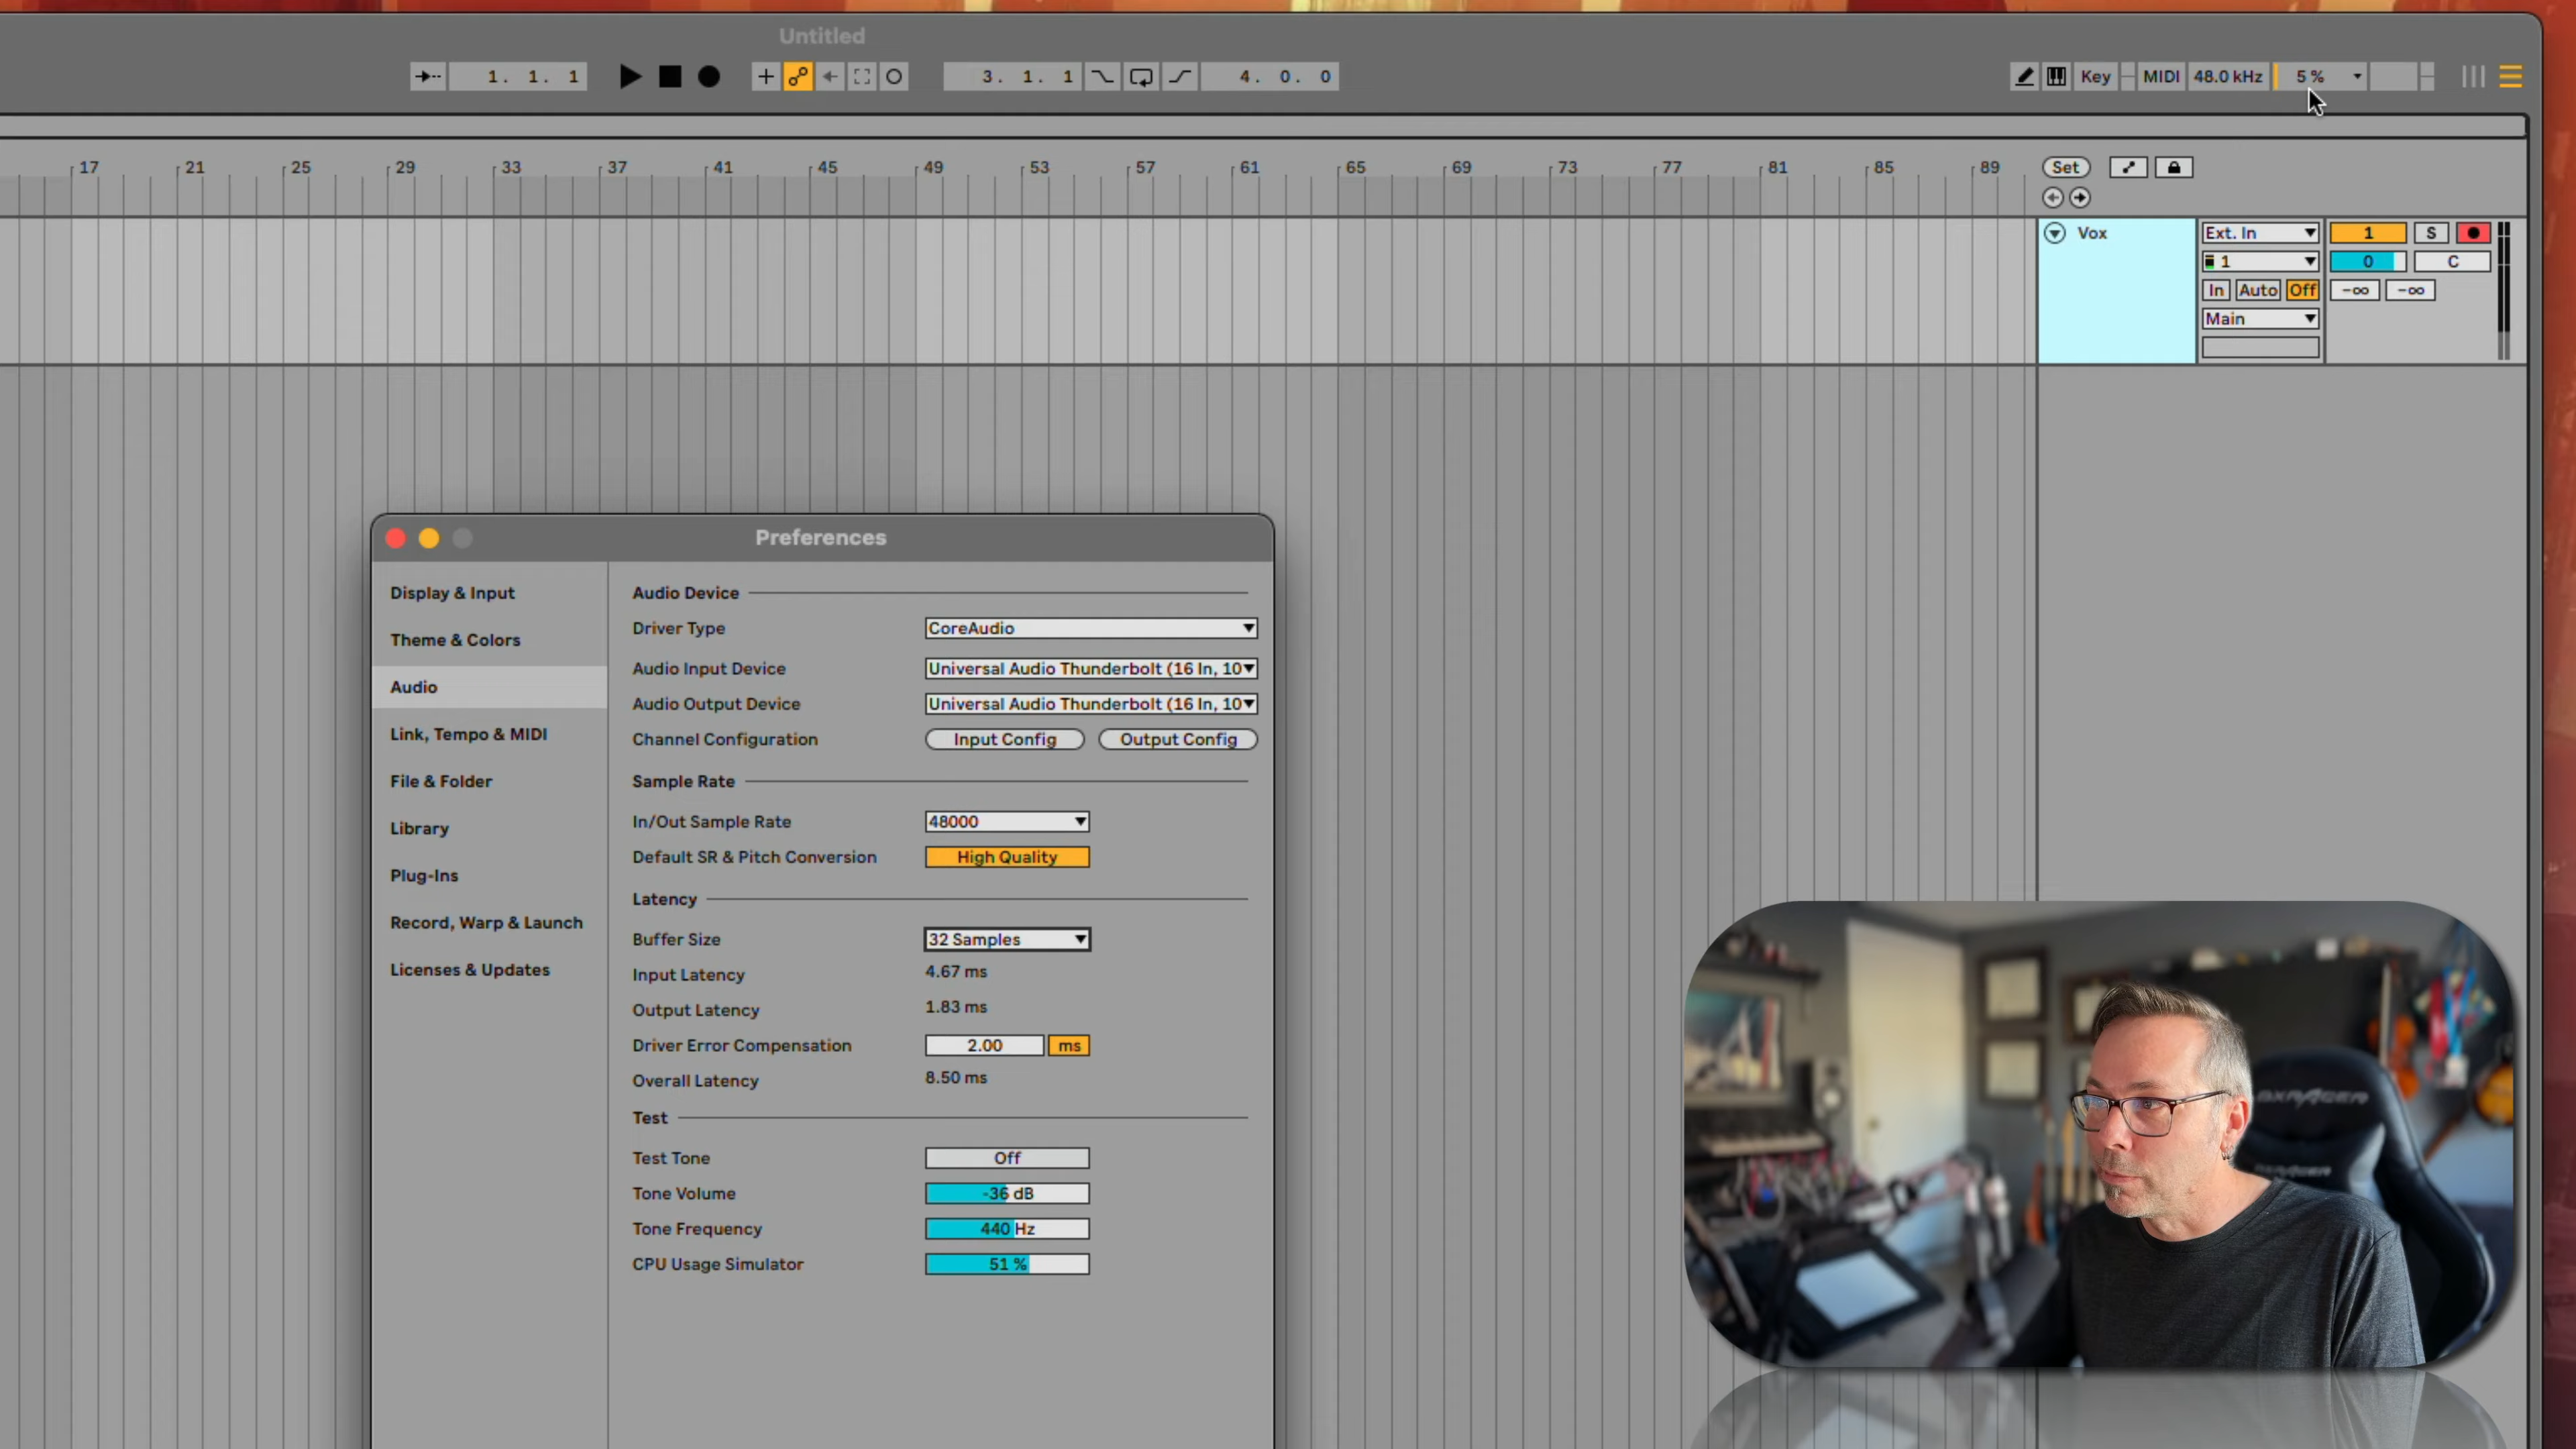 Untitled
1. 1. 1
3. 1. 1
4. 0. 0
Key
MIDI
48.0 kHz
5 %
17 21 25 29 33 37 41 45 49 53 57 61 65 69 73 77 81 85 89
Set
Vox
Ext. In
1
S
1
0
C
In
Auto
Off
-∞
-∞
Main
Preferences
Display & Input
Theme & Colors
Audio
Link, Tempo & MIDI
File & Folder
Library
Plug-Ins
Record, Warp & Launch
Licenses & Updates
Audio Device
Driver Type
CoreAudio
Audio Input Device
Universal Audio Thunderbolt (16 In, 10
Audio Output Device
Universal Audio Thunderbolt (16 In, 10
Channel Configuration
Input Config
Output Config
Sample Rate
In/Out Sample Rate
48000
Default SR & Pitch Conversion
High Quality
Latency
Buffer Size
32 Samples
Input Latency
4.67 ms
Output Latency
1.83 ms
Driver Error Compensation
2.00
ms
Overall Latency
8.50 ms
Test
Test Tone
Off
Tone Volume
-36 dB
Tone Frequency
440 Hz
CPU Usage Simulator
51 %